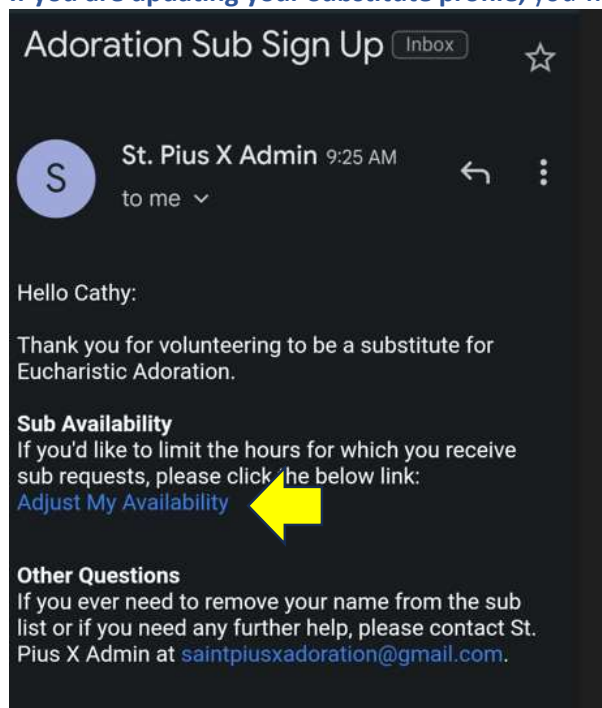 Adoration Sub Sign Up Inbox
S
St. Pius X Admin 9:25 AM
to me
Hello Cathy:
Thank you for volunteering to be a substitute for
Eucharistic Adoration.
Sub Availability
If you'd like to limit the hours for which you receive
sub requests, please click the below link:
Adjust My Availability
Other Questions
If you ever need to remove your name from the sub
list or if you need any further help, please contact St.
Pius X Admin at saintpiusxadoration@gmail.com.